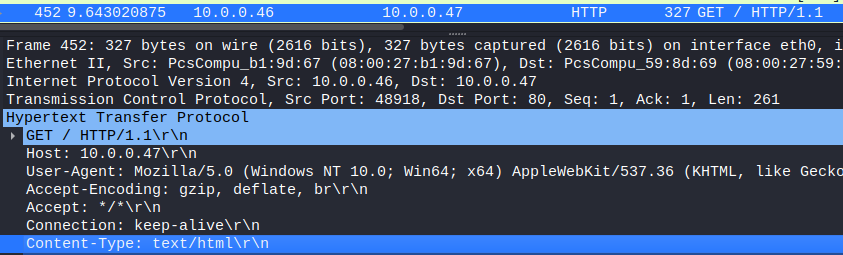 452 9.643020875 10.0.0.46 10.0.0.47 HTTP 327 GET / HTTP/1.1
Frame 452: 327 bytes on wire (2616 bits), 327 bytes captured (2616 bits) on interface eth0, i
Ethernet II, Src: PcsCompu_b1:9d:67 (08:00:27:b1:9d:67), Dst: PcsCompu_59:8d:69 (08:00:27:59:
Internet Protocol Version 4, Src: 10.0.0.46, Dst: 10.0.0.47
Transmission Control Protocol, Src Port: 48918, Dst Port: 80, Seq: 1, Ack: 1, Len: 261
Hypertext Transfer Protocol
GET / HTTP/1.1\r\n
Host: 10.0.0.47\r\n
User-Agent: Mozilla/5.0 (Windows NT 10.0; Win64; x64) AppleWebKit/537.36 (KHTML, like Gecko
Accept-Encoding: gzip, deflate, br\r\n
Accept: */*\r\n
Connection: keep-alive\r\n
Content-Type: text/html\r\n